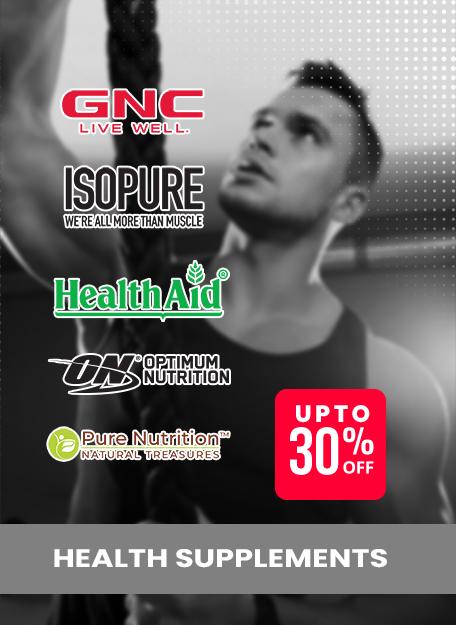 GNC
LIVE WELL.
ISOPURE
WE'RE ALL MORE THAN MUSCLE
HealthAid®
ON® OPTIMUM
NUTRITION
Pure Nutrition™
NATURAL TREASURES
UPTO
30%
OFF
HEALTH SUPPLEMENTS